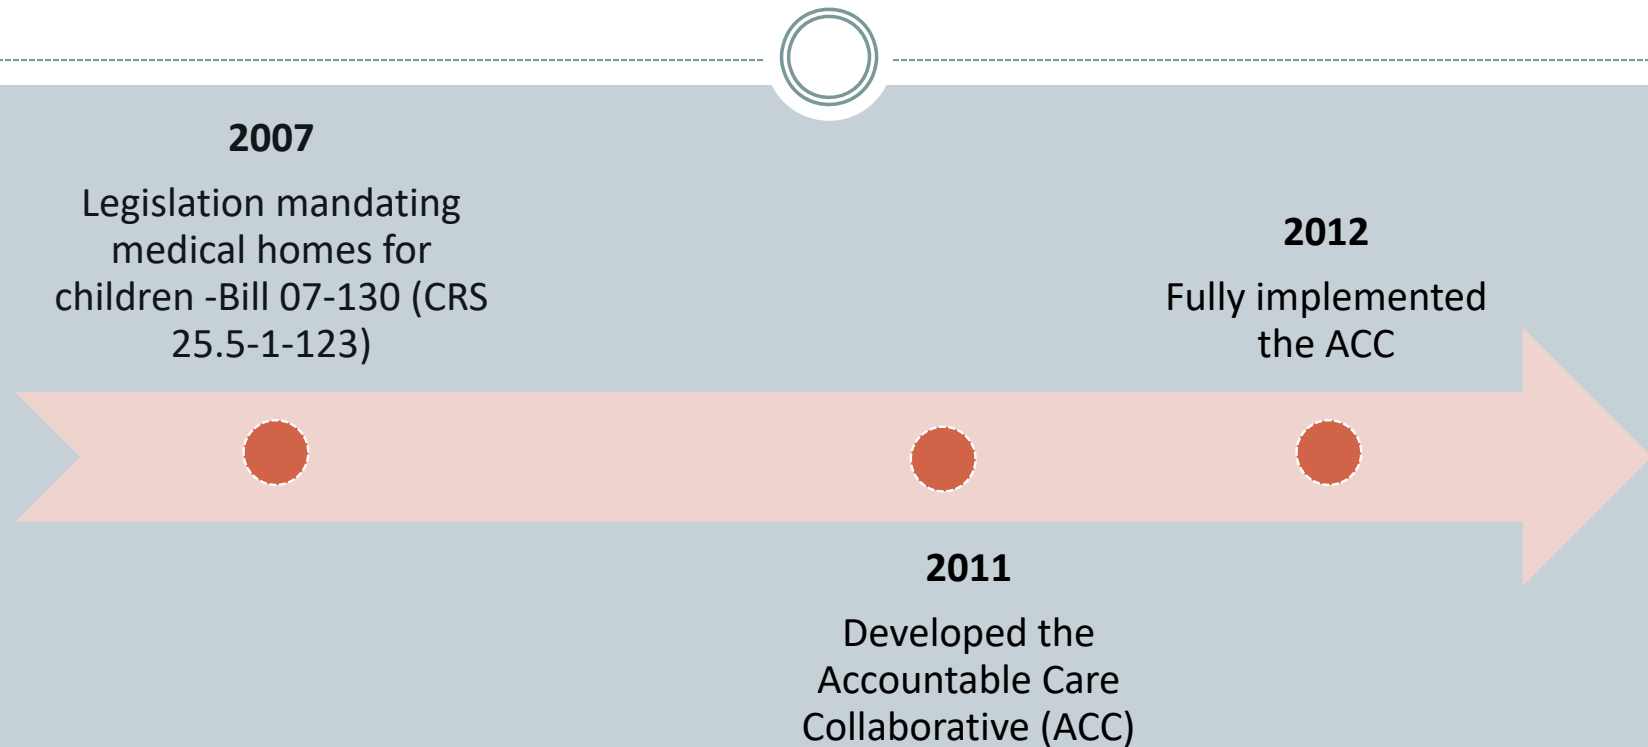 2007
Legislation mandating
medical homes for
children -Bill 07-130 (CRS
25.5-1-123)
2011
Developed the
Accountable Care
Collaborative (ACC)
2012
Fully implemented
the ACC